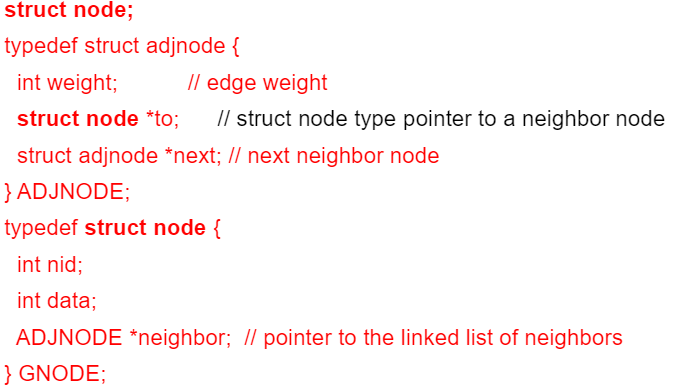 struct node;
typedef struct adjnode {
int weight; // edge weight
struct node *to; // struct node type pointer to a neighbor node
struct adjnode *next; // next neighbor node
} ADJNODE;
typedef struct node {
int nid;
int data;
ADJNODE *neighbor; // pointer to the linked list of neighbors
} GNODE;